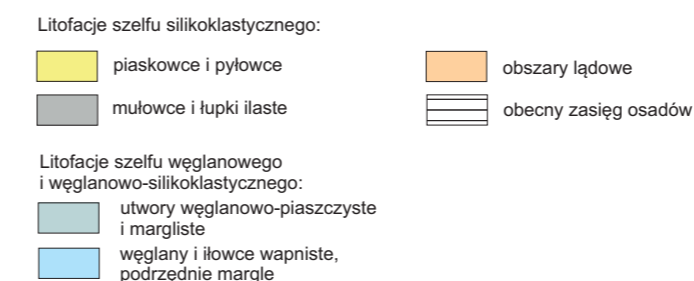 Litofacje szelfu silikoklastycznego:
piaskowce i pyłowce
mułowce i łupki ilaste
obszary lądowe
obecny zasięg osadów
Litofacje szelfu węglanowego
i węglanowo-silikoklastycznego:
utwory węglanowo-piaszczyste
i margliste
węglany i iłowce wapniste,
podrzędnie margle